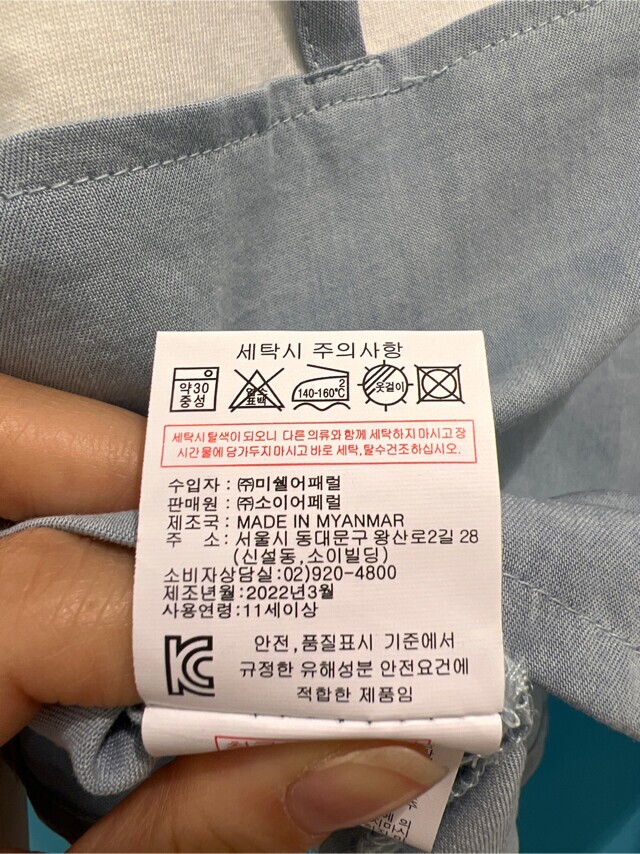 세탁시 주의사항
약30 중성 염소 표백 140-160℃ 2 옷걸이
세탁시 탈색이 되오니 다른 의류와 함께 세탁하지 마시고 장
시간 물에 담가두지 마시고 바로 세탁,탈수건조하십시오.
수입자 : ㈜미쉘어패럴
판매원 : ㈜소이어페럴
제조국 : MADE IN MYANMAR
주 소 : 서울시 동대문구 왕산로2길 28
(신설동,소이빌딩)
소비자상담실:02)920-4800
제조년월:2022년3월
사용연령:11세이상
안전,품질표시 기준에서
규정한 유해성분 안전요건에
적합한 제품임